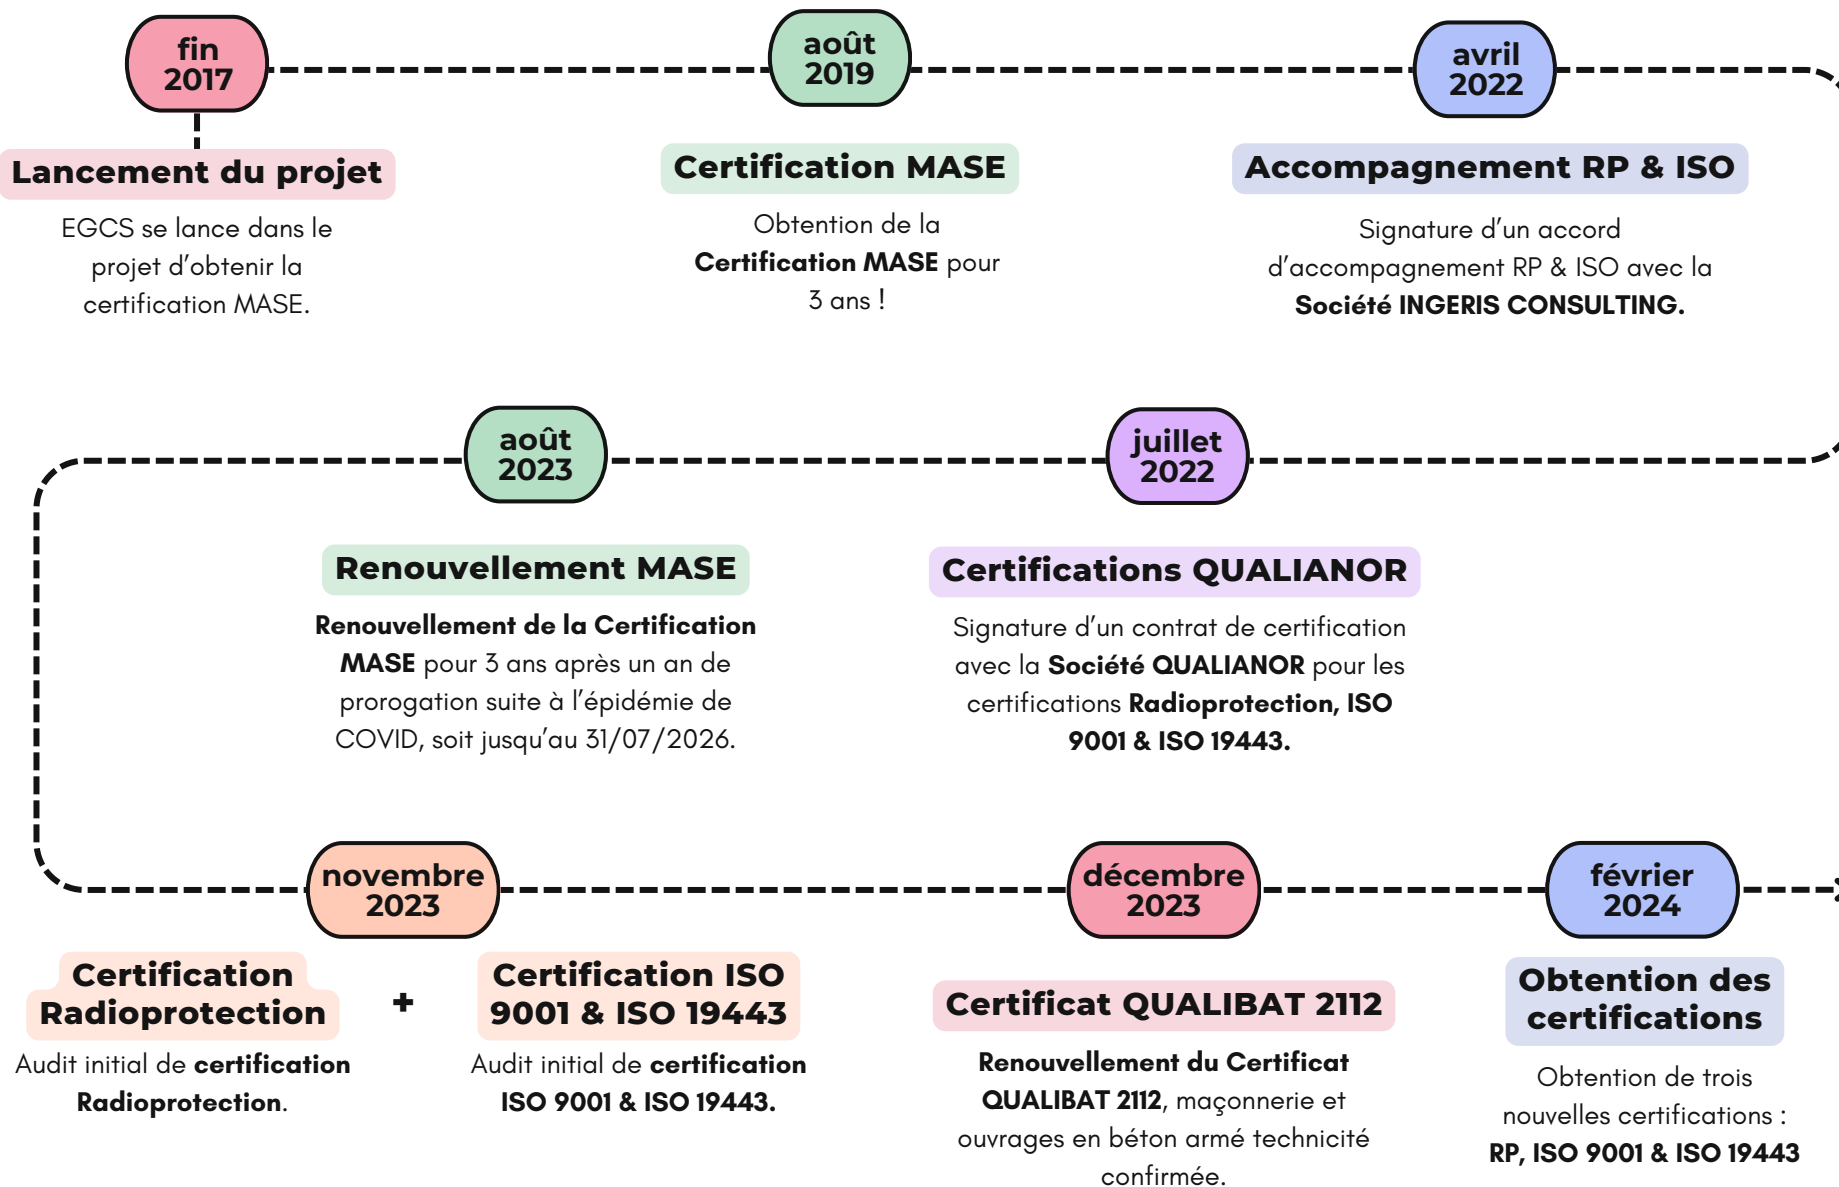 fin
2017
août
2019
avril
2022
Lancement du projet
EGCS se lance dans le
projet d'obtenir la
certification MASE.
Certification MASE
Obtention de la
Certification MASE pour
3 ans !
Accompagnement RP & ISO
Signature d'un accord
d'accompagnement RP & ISO avec la
Société INGERIS CONSULTING.
août
2023
juillet
2022
Renouvellement MASE
Renouvellement de la Certification
MASE pour 3 ans après un an de
prorogation suite à l'épidémie de
COVID, soit jusqu'au 31/07/2026.
Certifications QUALIANOR
Signature d'un contrat de certification
avec la Société QUALIANOR pour les
certifications Radioprotection, ISO
9001 & ISO 19443.
novembre
2023
décembre
2023
février
2024
Certification
Radioprotection
Audit initial de certification
Radioprotection.
+
Certification ISO
9001 & ISO 19443
Audit initial de certification
ISO 9001 & ISO 19443.
Certificat QUALIBAT 2112
Renouvellement du Certificat
QUALIBAT 2112, maçonnerie et
ouvrages en béton armé technicité
confirmée.
Obtention des
certifications
Obtention de trois
nouvelles certifications :
RP, ISO 9001 & ISO 19443